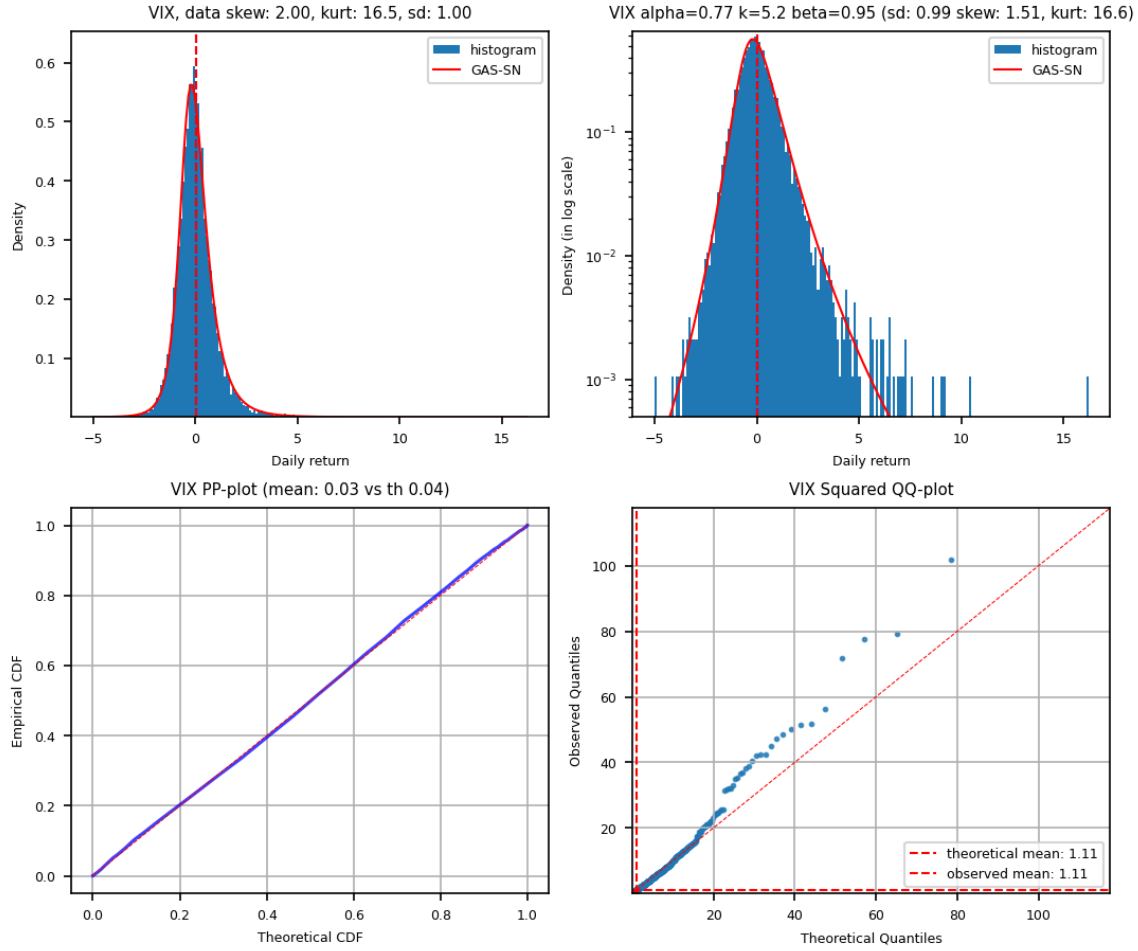 VIX, data skew: 2.00, kurt: 16.5, sd: 1.00
histogram
GAS-SN
Density
0.6
0.5
0.4
0.3
0.2
0.1
−5
0
5
10
15
Daily return
VIX alpha=0.77 k=5.2 beta=0.95 (sd: 0.99 skew: 1.51, kurt: 16.6)
histogram
GAS-SN
Density (in log scale)
10−1
10−2
10−3
−5
0
5
10
15
Daily return
VIX PP-plot (mean: 0.03 vs th 0.04)
Empirical CDF
1.0
0.8
0.6
0.4
0.2
0.0
0.0
0.2
0.4
0.6
0.8
1.0
Theoretical CDF
VIX Squared QQ-plot
Observed Quantiles
100
80
60
40
20
theoretical mean: 1.11
observed mean: 1.11
20
40
60
80
100
Theoretical Quantiles